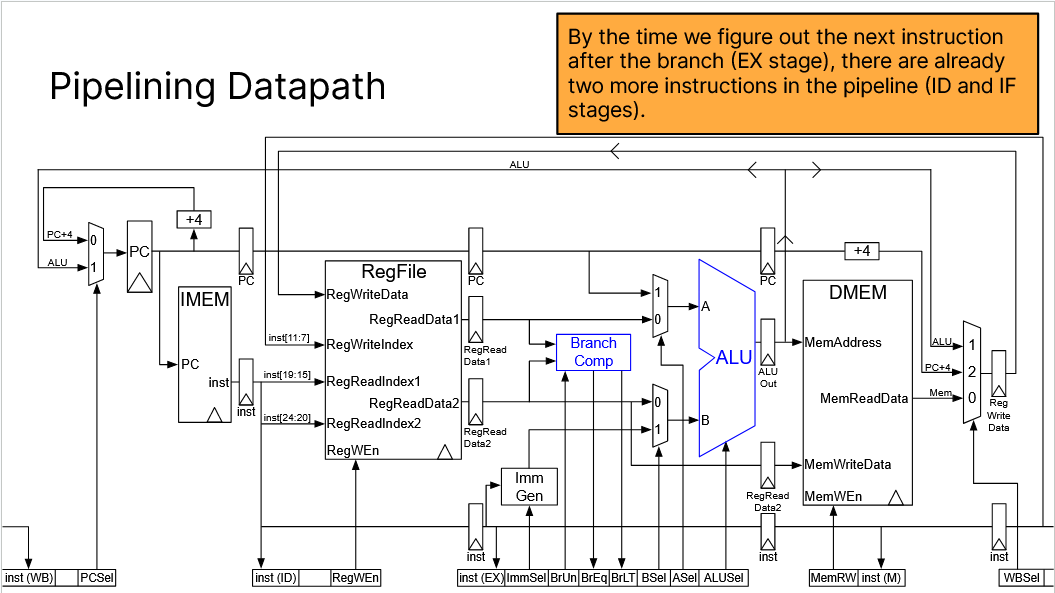 Pipelining Datapath
By the time we figure out the next instruction
after the branch (EX stage), there are already
two more instructions in the pipeline (ID and IF
stages).
ALU
+4
PC+4
ALU
0
1
PC
PC
PC
PC
+4
IMEM
PC
inst
inst
RegFile
RegWriteData
RegReadData1
inst[11:7]
RegWriteIndex
inst[19:15]
RegReadIndex1
RegReadData2
inst[24:20]
RegReadIndex2
RegWEn
RegRead
Data1
RegRead
Data2
Branch
Comp
Imm
Gen
1
0
0
1
A
ALU
B
ALU
Out
RegRead
Data2
DMEM
MemAddress
MemReadData
MemWriteData
MemWEn
ALU
PC+4
Mem
1
2
0
Reg
Write
Data
inst
inst
inst
inst (WB)
PCSel
inst (ID)
RegWEn
inst (EX)
ImmSel
BrUn
BrEq
BrLT
BSel
ASel
ALUSel
MemRW
inst (M)
WBSel